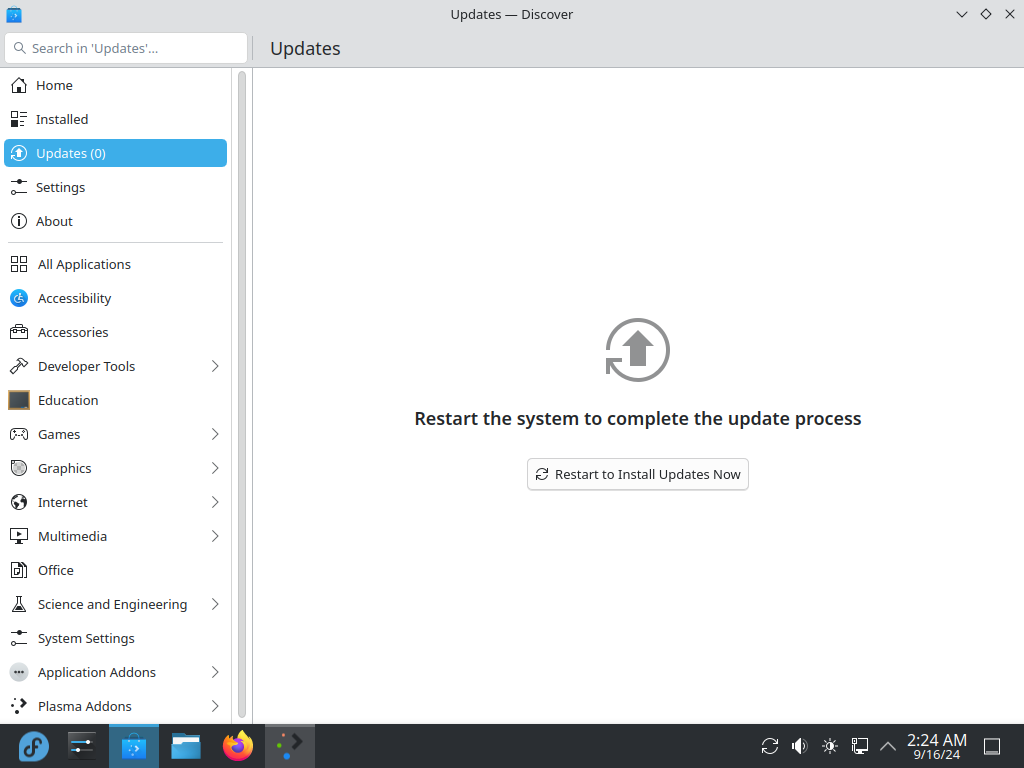 Updates — Discover
Search in 'Updates'...
Updates
Home
Installed
Updates (0)
Settings
About
All Applications
Accessibility
Accessories
Developer Tools
Education
Games
Graphics
Internet
Multimedia
Office
Science and Engineering
System Settings
Application Addons
Plasma Addons
Restart the system to complete the update process
Restart to Install Updates Now
2:24 AM
9/16/24